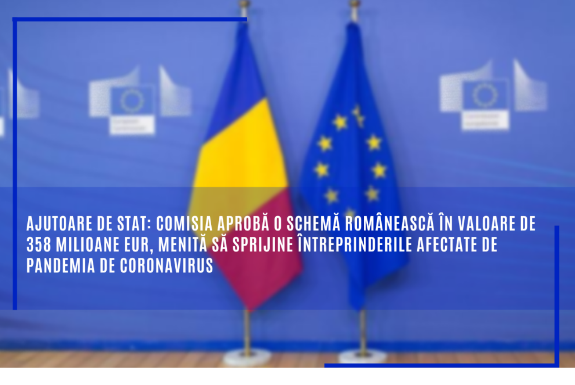 AJUTOARE DE STAT: COMISIA APROBĂ O SCHEMĂ ROMÂNEASCĂ ÎN VALOARE DE
358 MILIOANE EUR, MENITĂ SĂ SPRIJINE ÎNTREPRINDERILE AFECTATE DE
PANDEMIA DE CORONAVIRUS